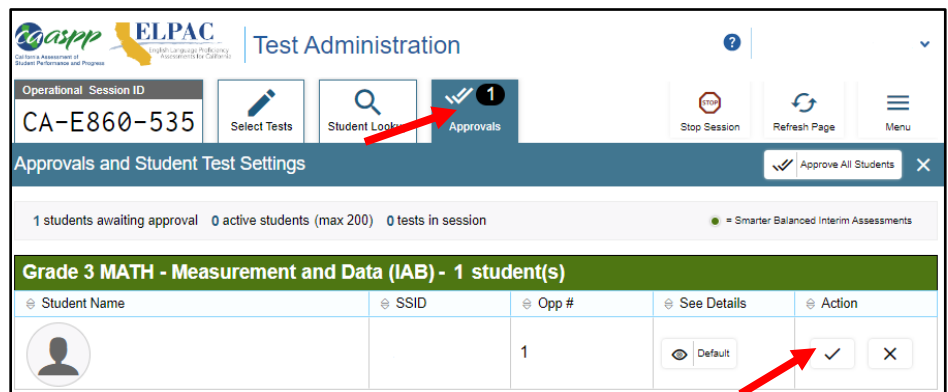 caaspp
California Assessment of
Student Performance and Progress
ELPAC
English Language Proficiency
Assessments for California
Test Administration
?
Operational Session ID
CA-E860-535
Select Tests
Student Looku
1
Approvals
STOP
Stop Session
Refresh Page
Menu
Approvals and Student Test Settings
Approve All Students
1 students awaiting approval 0 active students (max 200) 0 tests in session
= Smarter Balanced Interim Assessments
Grade 3 MATH - Measurement and Data (IAB) - 1 student(s)
Student Name
SSID
Opp #
See Details
Action
1
Default